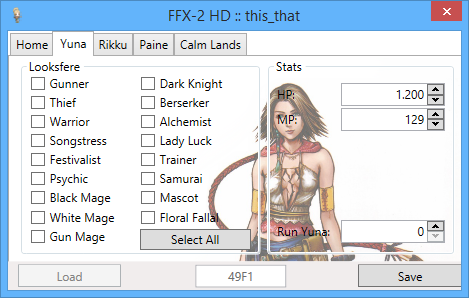 FFX-2 HD :: this_that
Home Yuna Rikku Paine Calm Lands
Looksfere
Gunner
Thief
Warrior
Songstress
Festivalist
Psychic
Black Mage
White Mage
Gun Mage
Dark Knight
Berserker
Alchemist
Lady Luck
Trainer
Samurai
Mascot
Floral Fallal
Select All
Stats
HP: 1.200
MP: 129
Run Yuna: 0
Load 49F1 Save